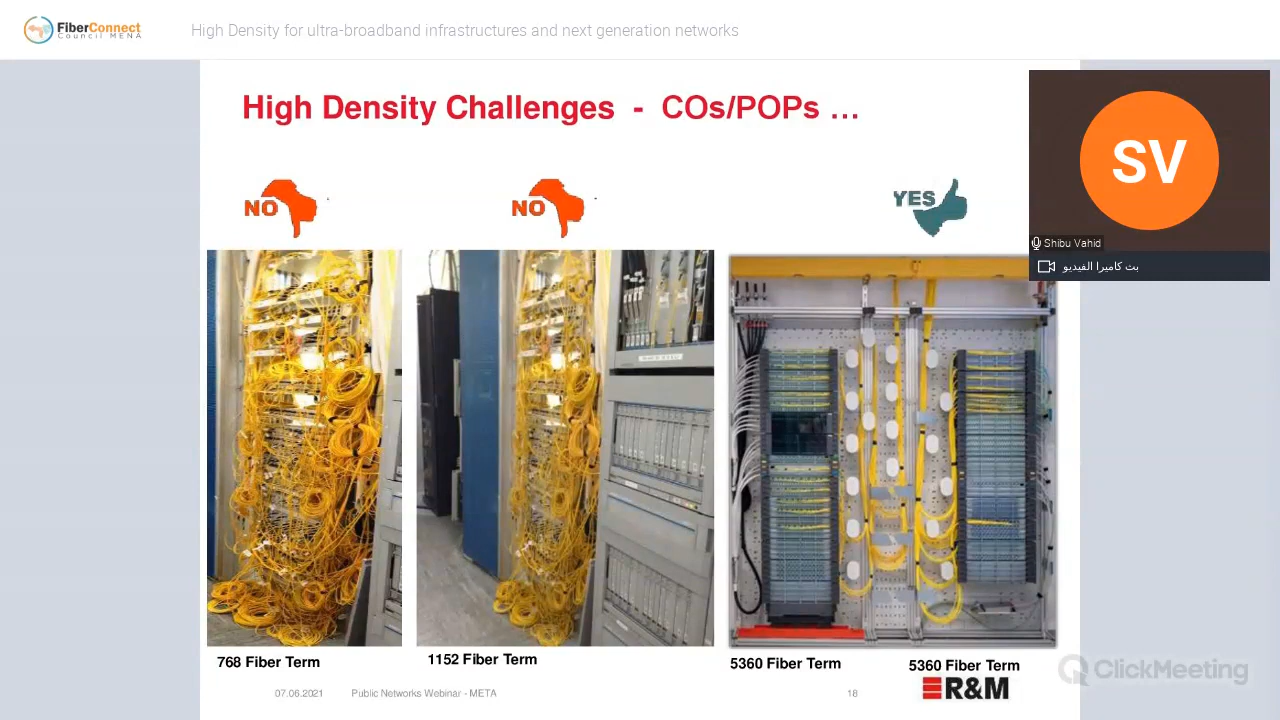 FiberConnect
Council MENA
High Density for ultra-broadband infrastructures and next generation networks
High Density Challenges - COs/POPs …
NO
NO
YES
SV
Shibu Vahid
بث كاميرا الفيديو
768 Fiber Term
1152 Fiber Term
5360 Fiber Term
5360 Fiber Term
07.06.2021
Public Networks Webinar - META
18
R&M
ClickMeeting